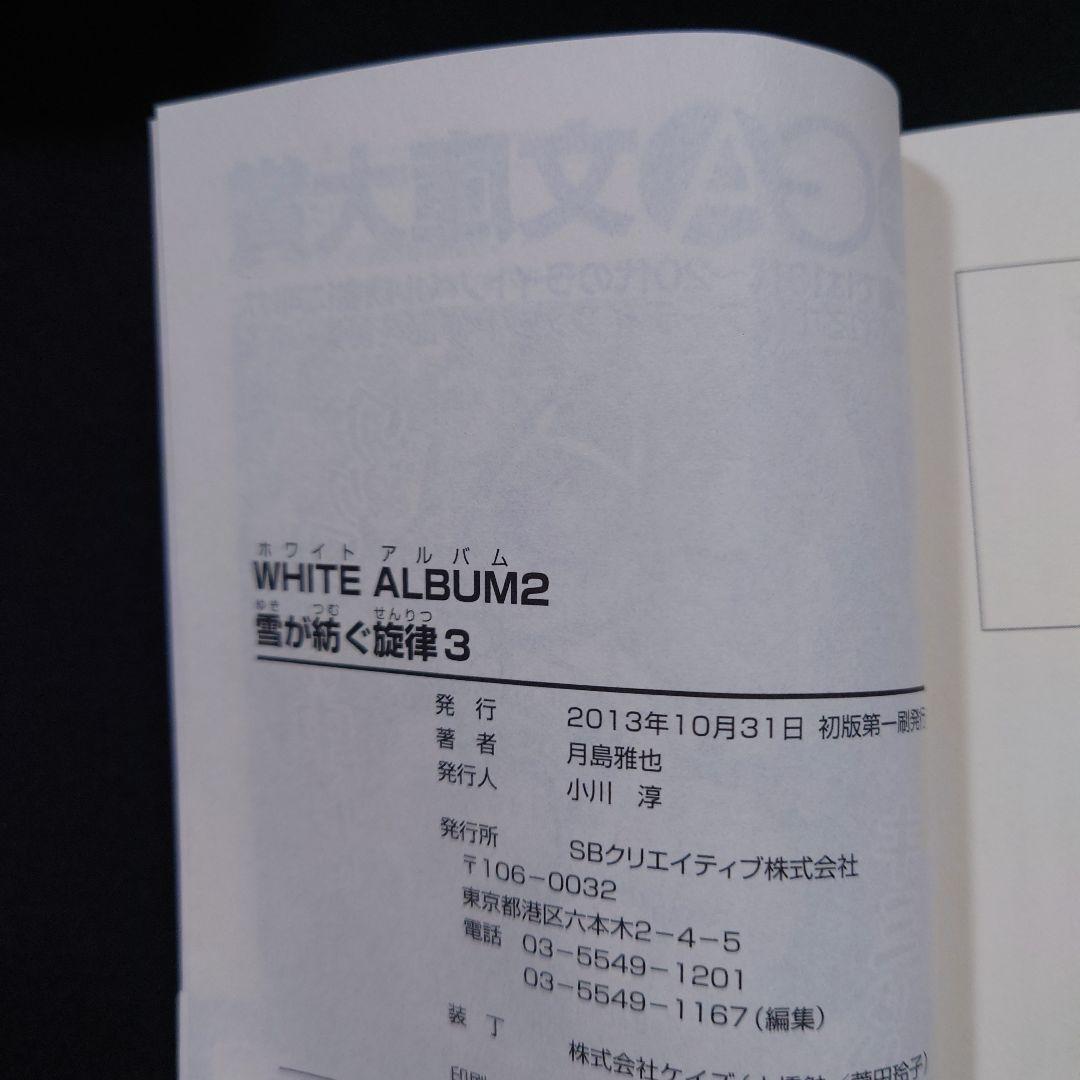 ホワイト アルバム
WHITE ALBUM2
ゆき つむ せんりつ
雪が紡ぐ旋律3
発行 2013年10月31日 初版第一刷発行
著者 月島雅也
発行人 小川 淳
発行所 SBクリエイティブ株式会社
〒106-0032
東京都港区六本木2-4-5
電話 03-5549-1201
03-5549-1167(編集)
装丁 株式会社ケイズ